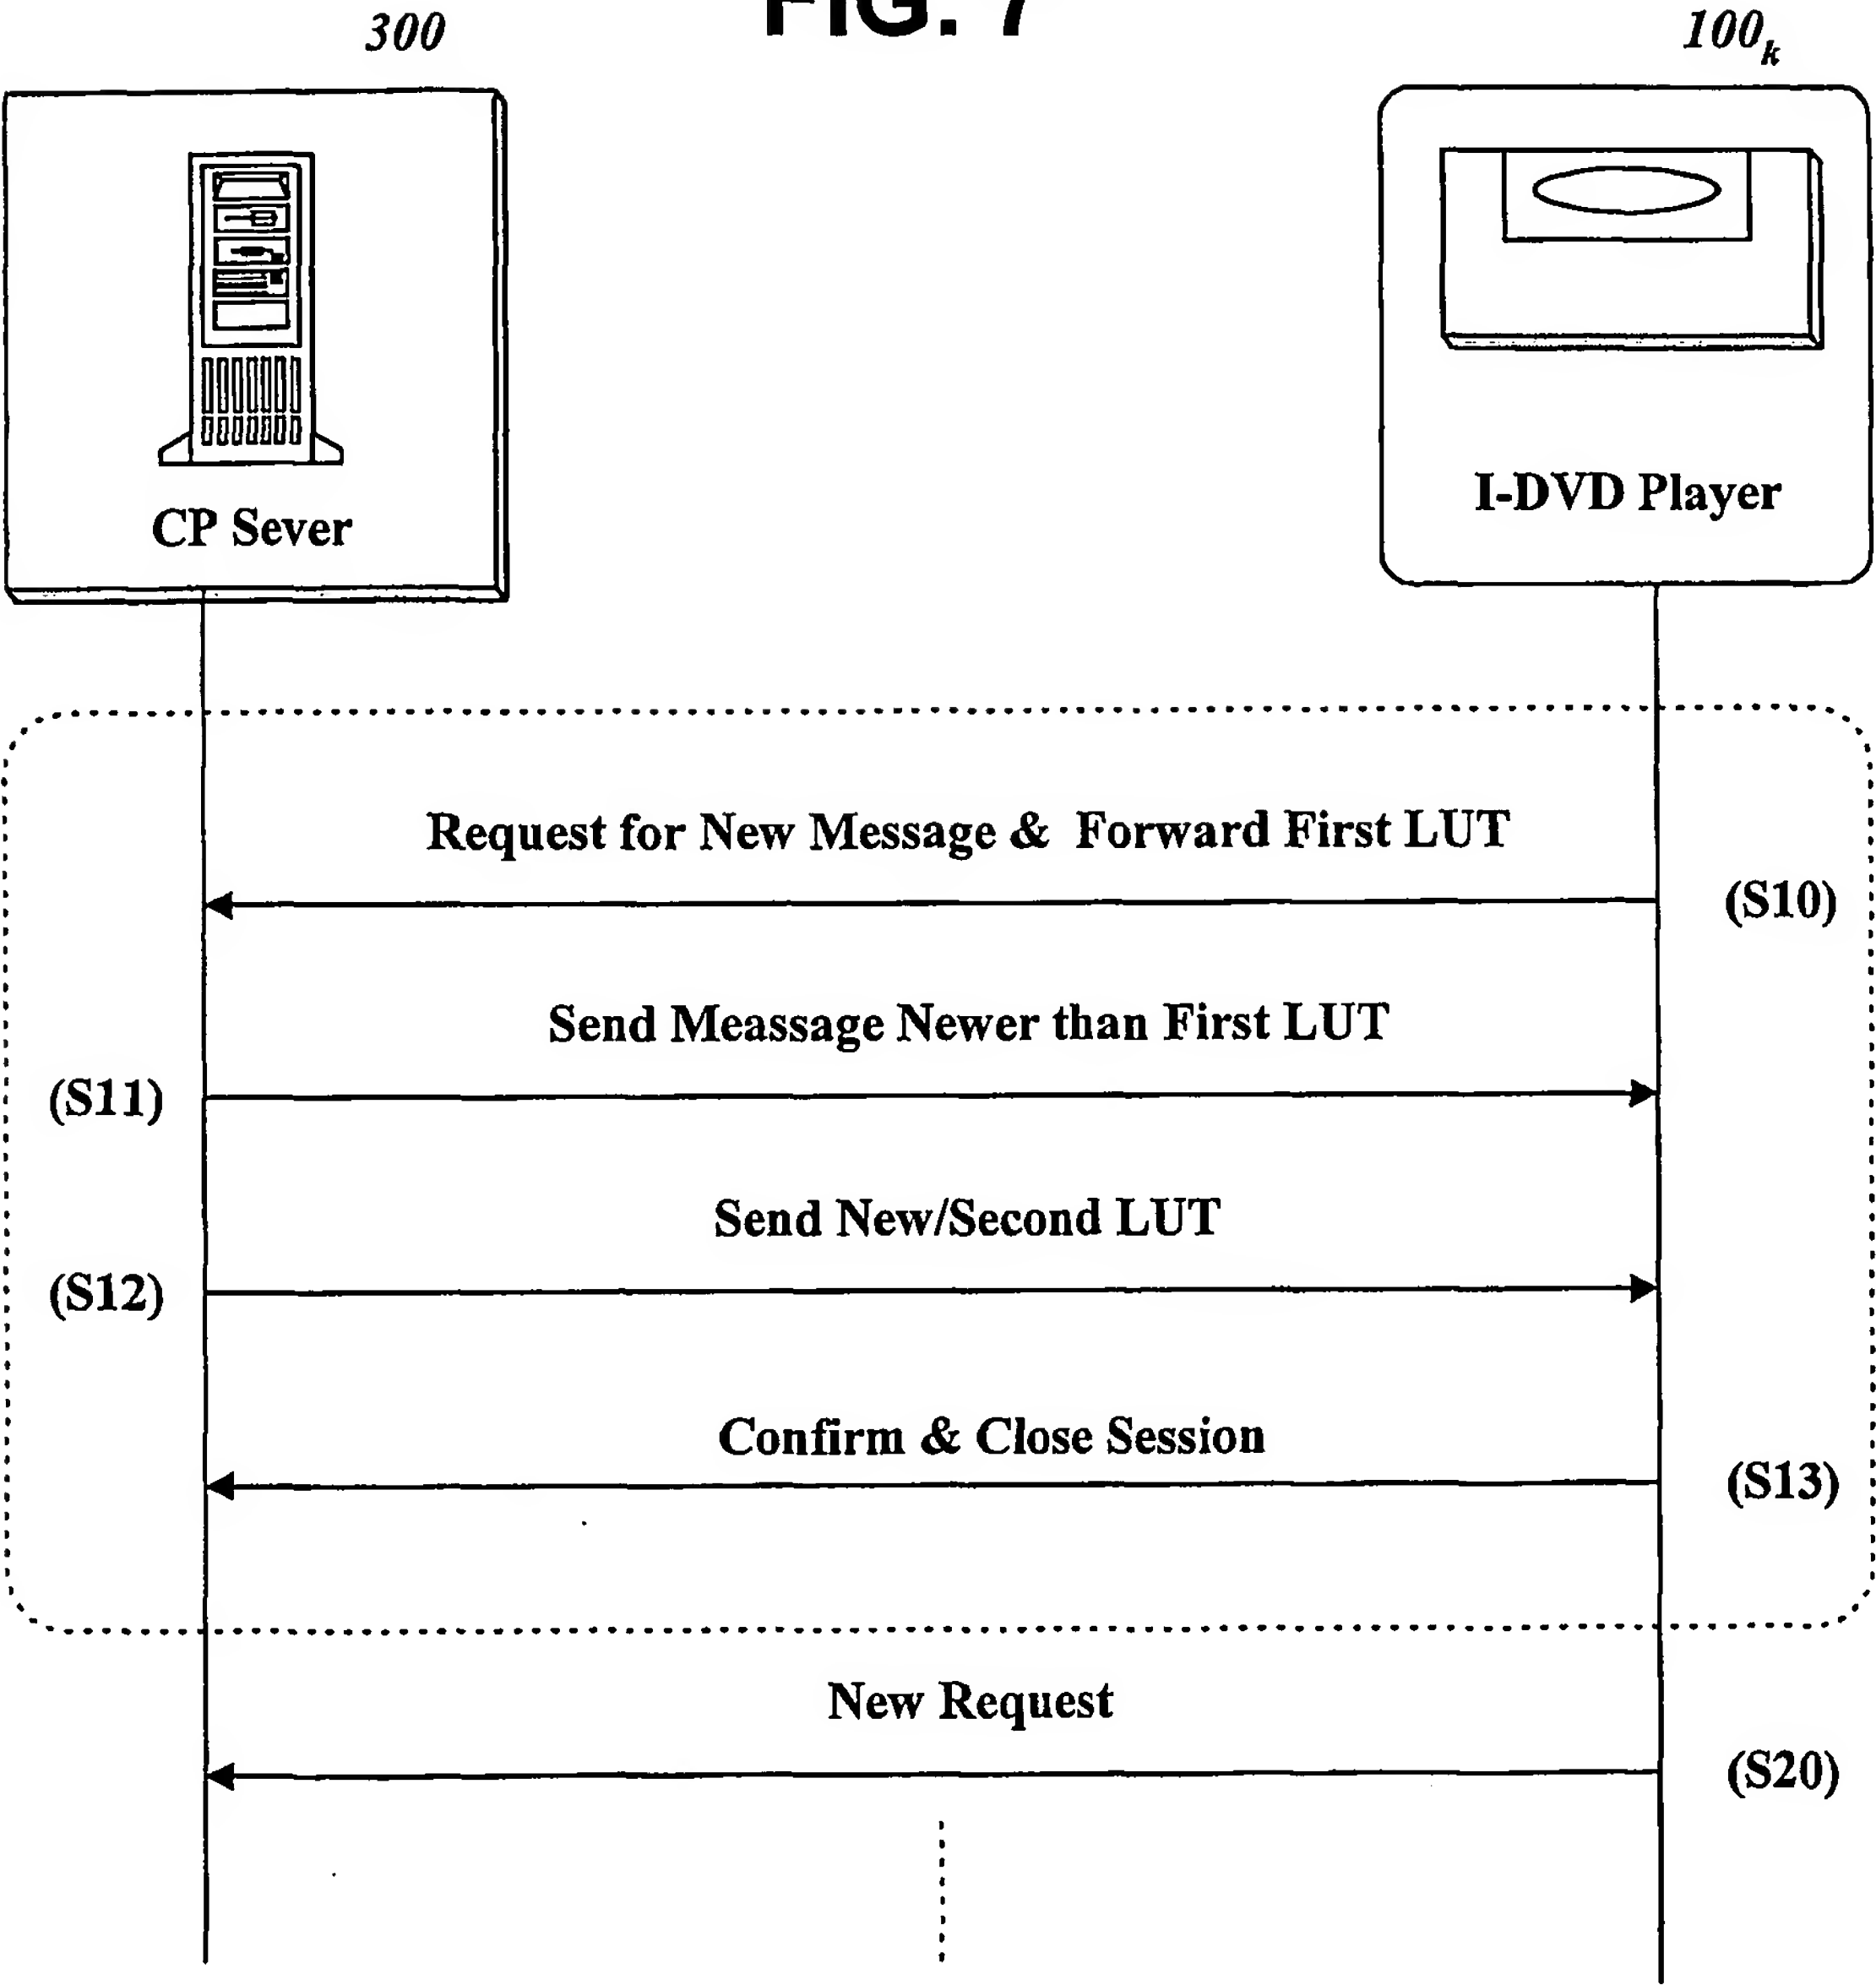 FIG. 7
300
100k
CP Sever
I-DVD Player
Request for New Message & Forward First LUT
(S10)
Send Meassage Newer than First LUT
(S11)
Send New/Second LUT
(S12)
Confirm & Close Session
(S13)
New Request
(S20)